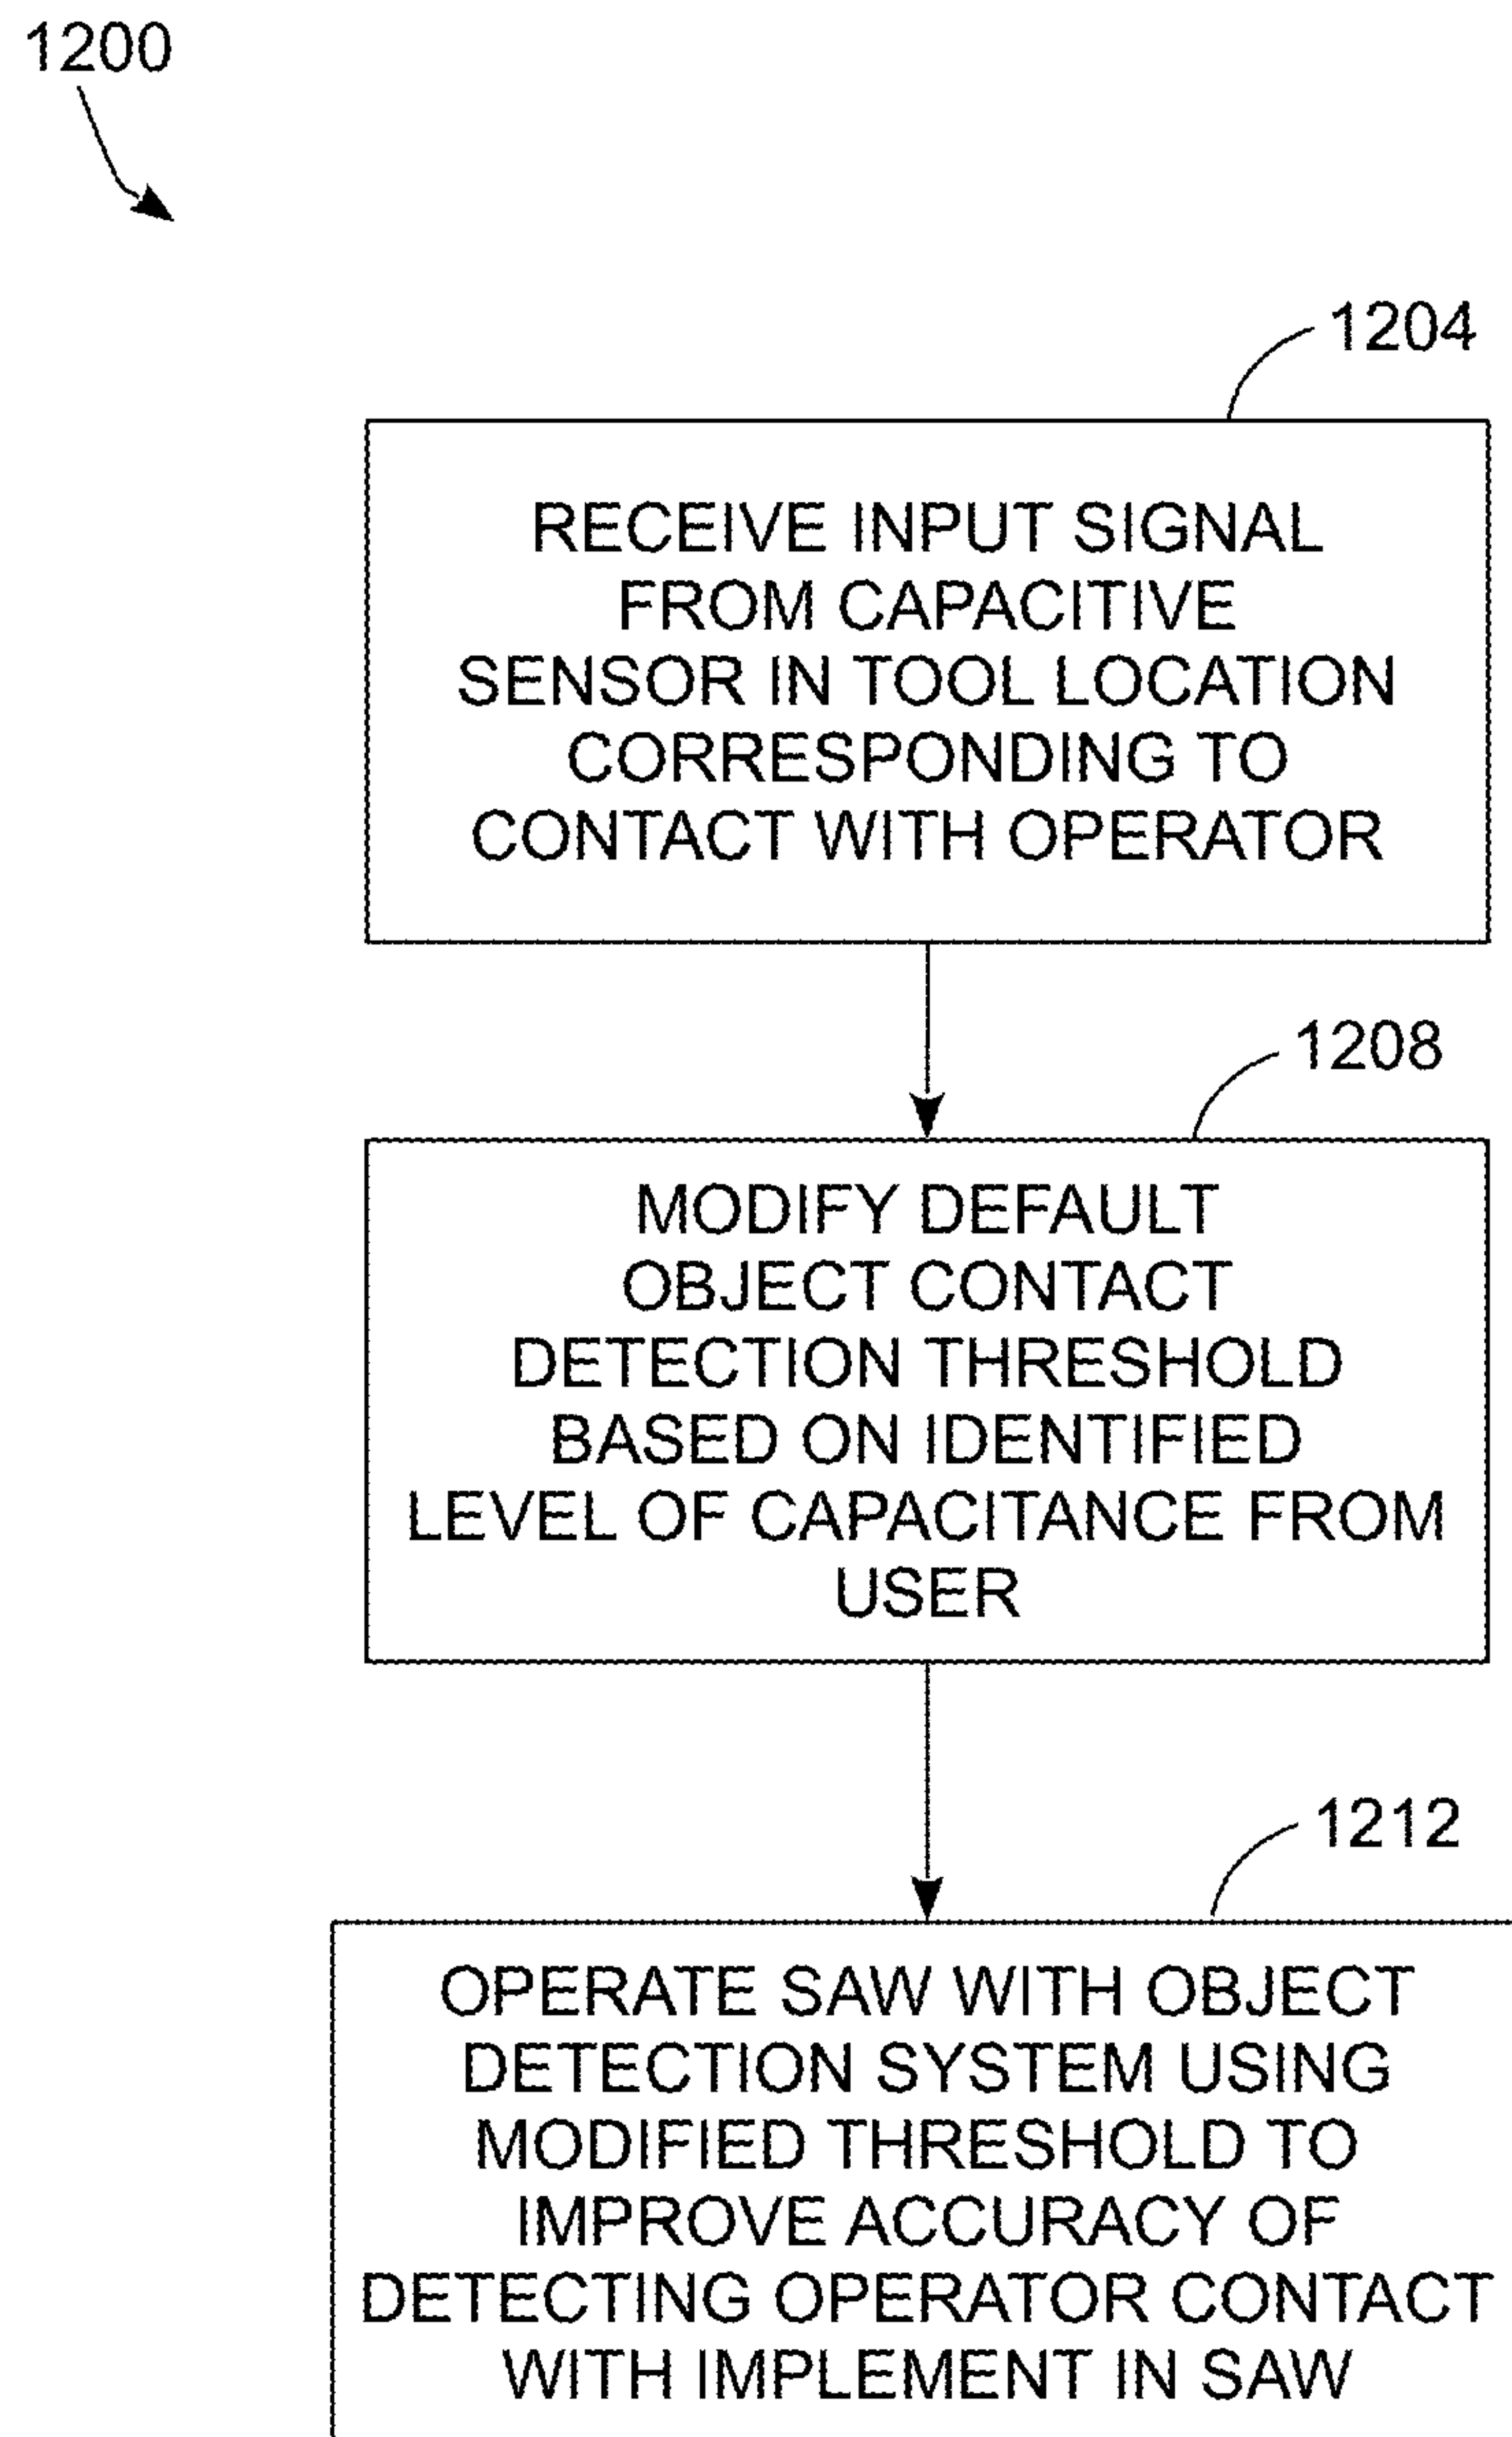 1200
1204
RECEIVE INPUT SIGNAL
FROM CAPACITIVE
SENSOR IN TOOL LOCATION
CORRESPONDING TO
CONTACT WITH OPERATOR
1208
MODIFY DEFAULT
OBJECT CONTACT
DETECTION THRESHOLD
BASED ON IDENTIFIED
LEVEL OF CAPACITANCE FROM
USER
1212
OPERATE SAW WITH OBJECT
DETECTION SYSTEM USING
MODIFIED THRESHOLD TO
IMPROVE ACCURACY OF
DETECTING OPERATOR CONTACT
WITH IMPLEMENT IN SAW